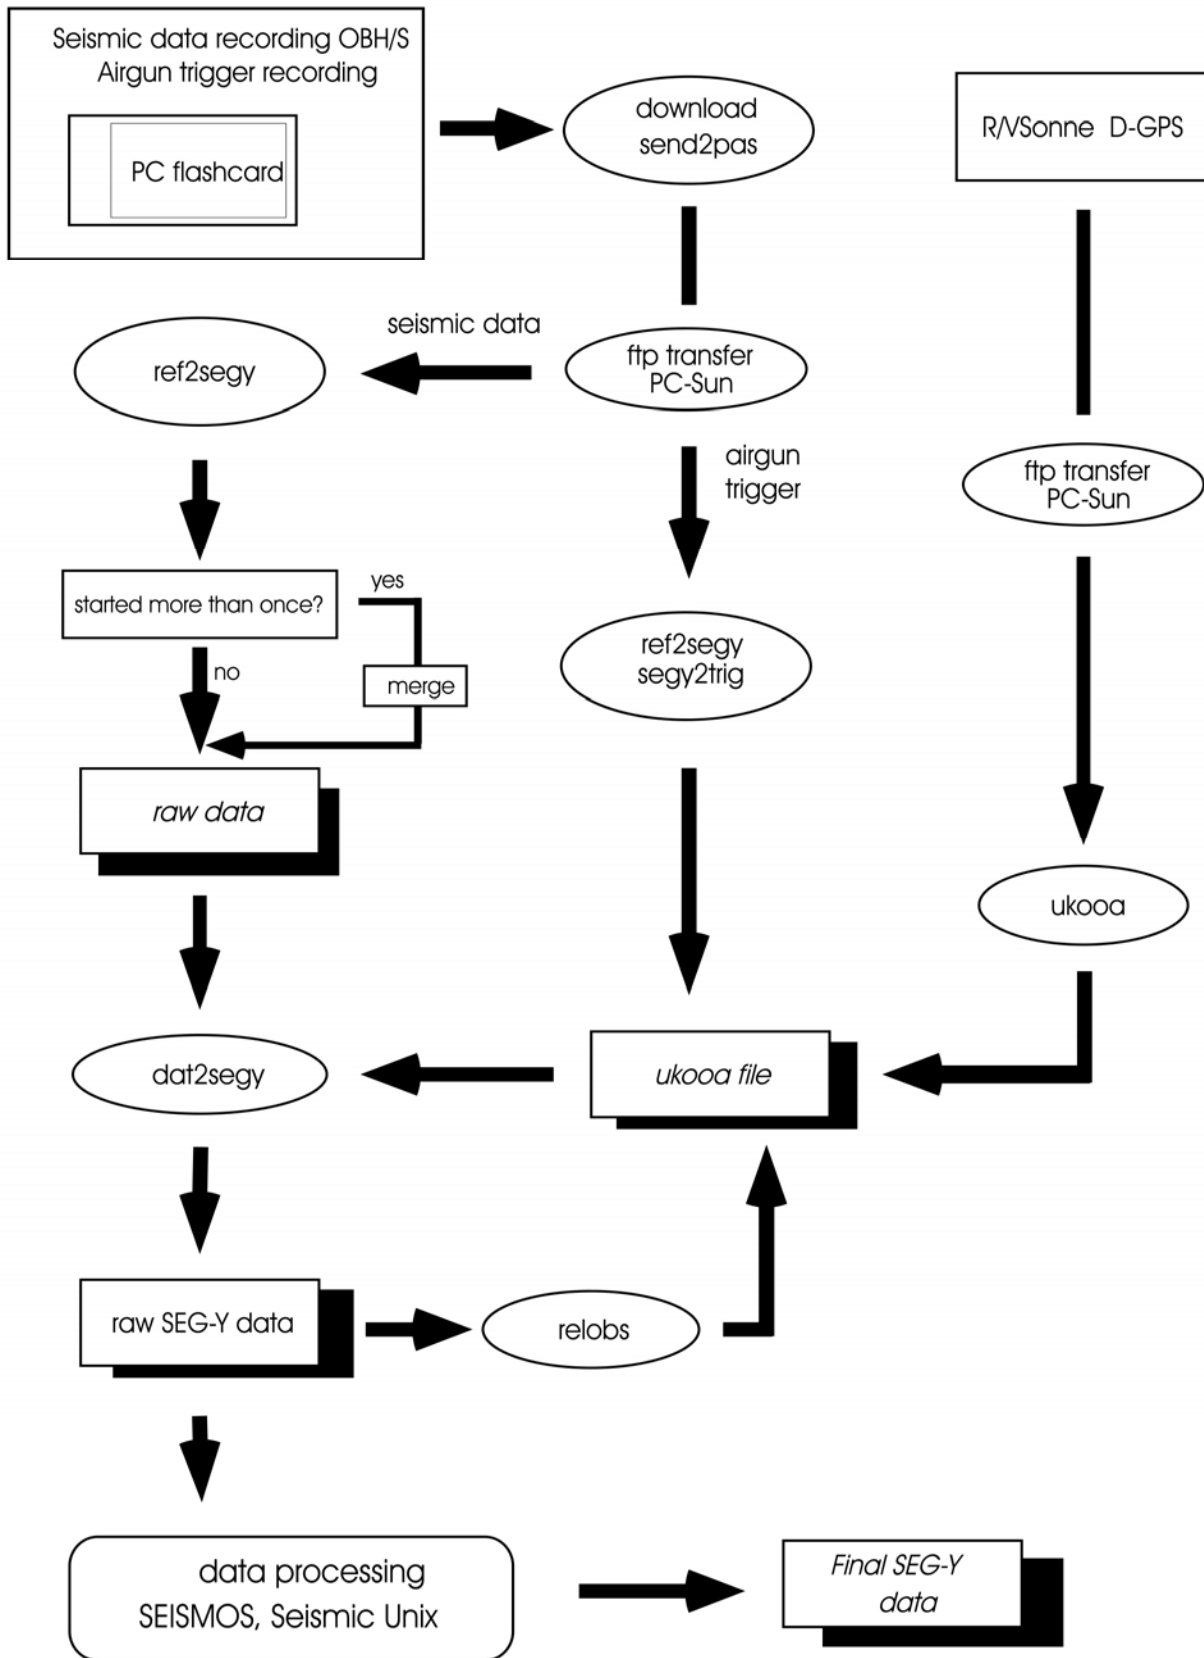 Seismic data recording OBH/S
Airgun trigger recording
PC flashcard
download
send2pas
R/VSonne D-GPS
seismic data
ref2segy
ftp transfer
PC-Sun
airgun
trigger
ftp transfer
PC-Sun
started more than once?
yes
no
merge
ref2segy
segy2trig
raw data
ukooa
dat2segy
ukooa file
raw SEG-Y data
relobs
data processing
SEISMOS, Seismic Unix
Final SEG-Y
data